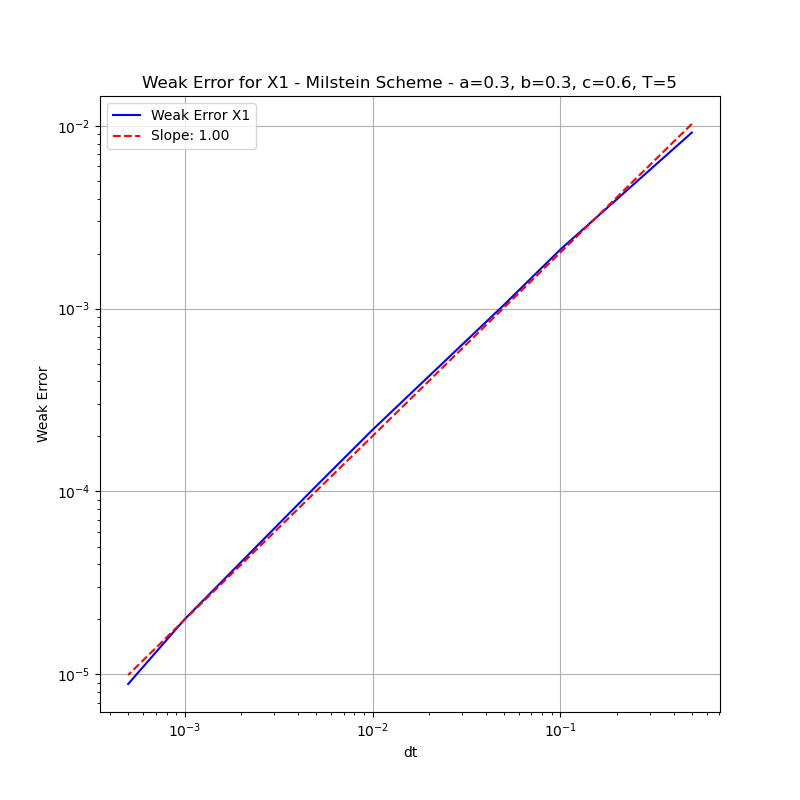 Weak Error for X1 - Milstein Scheme - a=0.3, b=0.3, c=0.6, T=5
Weak Error X1
Slope: 1.00
10⁻²
10⁻³
10⁻⁴
10⁻⁵
Weak Error
10⁻³
10⁻²
10⁻¹
dt